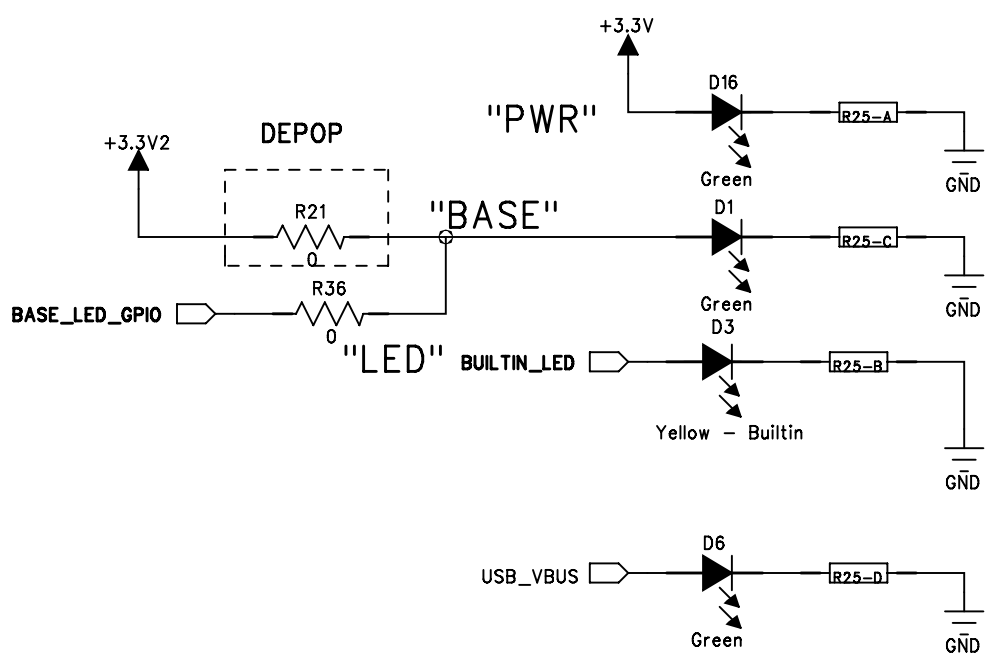 +3.3V
D16
"PWR"
R25-A
DEPOP
+3.3V2
Green
GND
R21
"BASE"
D1
0
R25-C
R36
Green
GND
BASE_LED_GPIO
0
D3
"LED"
BUILTIN_LED
R25-B
Yellow - Builtin
GND
D6
USB_VBUS
R25-D
Green
GND